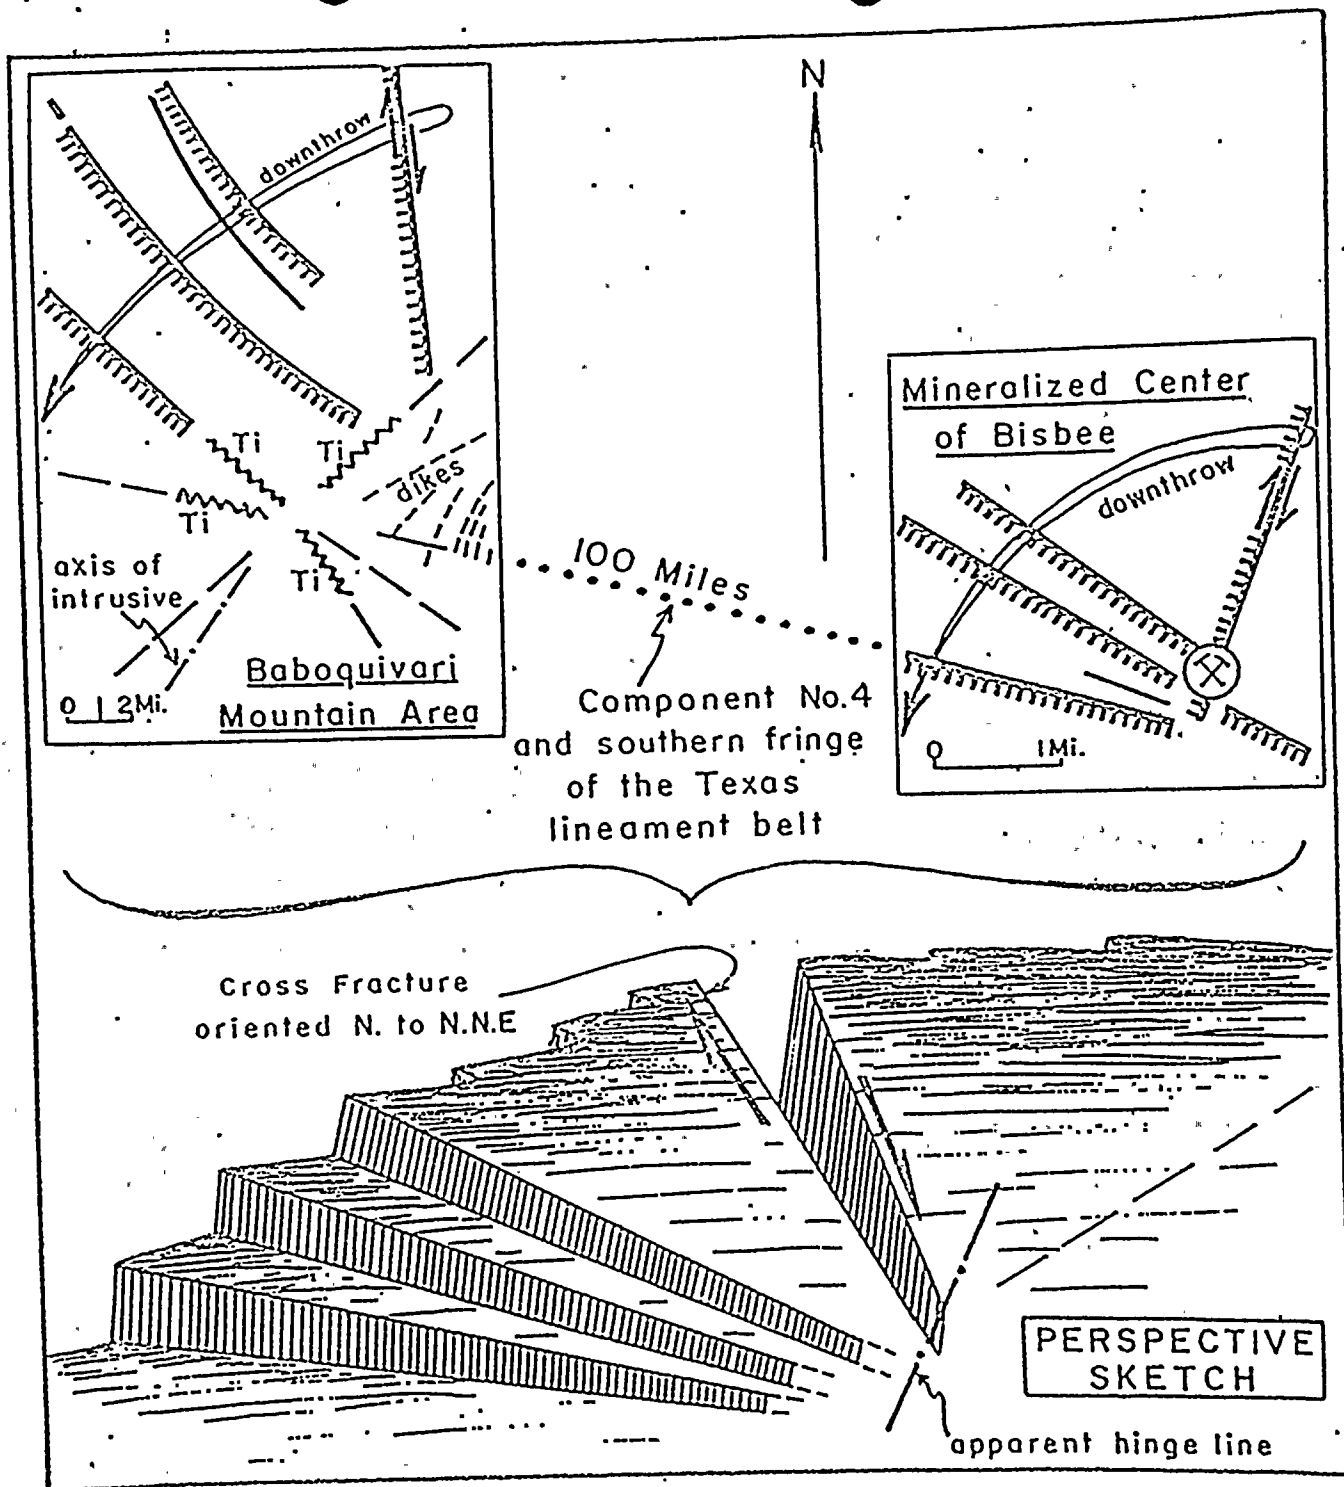 N
downthrow
Ti
Ti
dikes
Ti
axis of
intrusive
Ti
Baboquivari
Mountain Area
0 2Mi.
100 Miles
Component No.4
and southern fringe
of the Texas
lineament belt
Mineralized Center
of Bisbee
downthrow
0 1Mi.
Cross Fracture
oriented N. to N.N.E
PERSPECTIVE
SKETCH
apparent hinge line